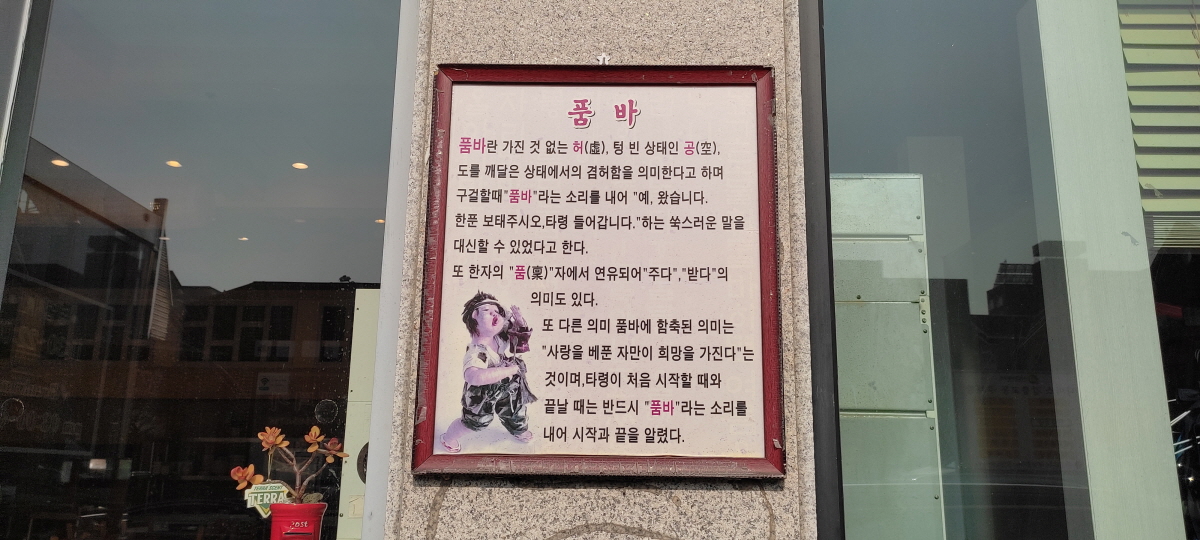 품 바
품바란 가진 것 없는 허(虛), 텅 빈 상태인 공(空),
도를 깨달은 상태에서의 겸허함을 의미한다고 하며
구걸할때"품바"라는 소리를 내어 "예, 왔습니다.
한푼 보태주시오,타령 들어갑니다."하는 쑥스러운 말을
대신할 수 있었다고 한다.
또 한자의 "품(稟)"자에서 연유되어"주다","받다"의
의미도 있다.
또 다른 의미 품바에 함축된 의미는
"사랑을 베푼 자만이 희망을 가진다"는
것이며,타령이 처음 시작할 때와
끝날 때는 반드시 "품바"라는 소리를
내어 시작과 끝을 알렸다.
TERRA
POST